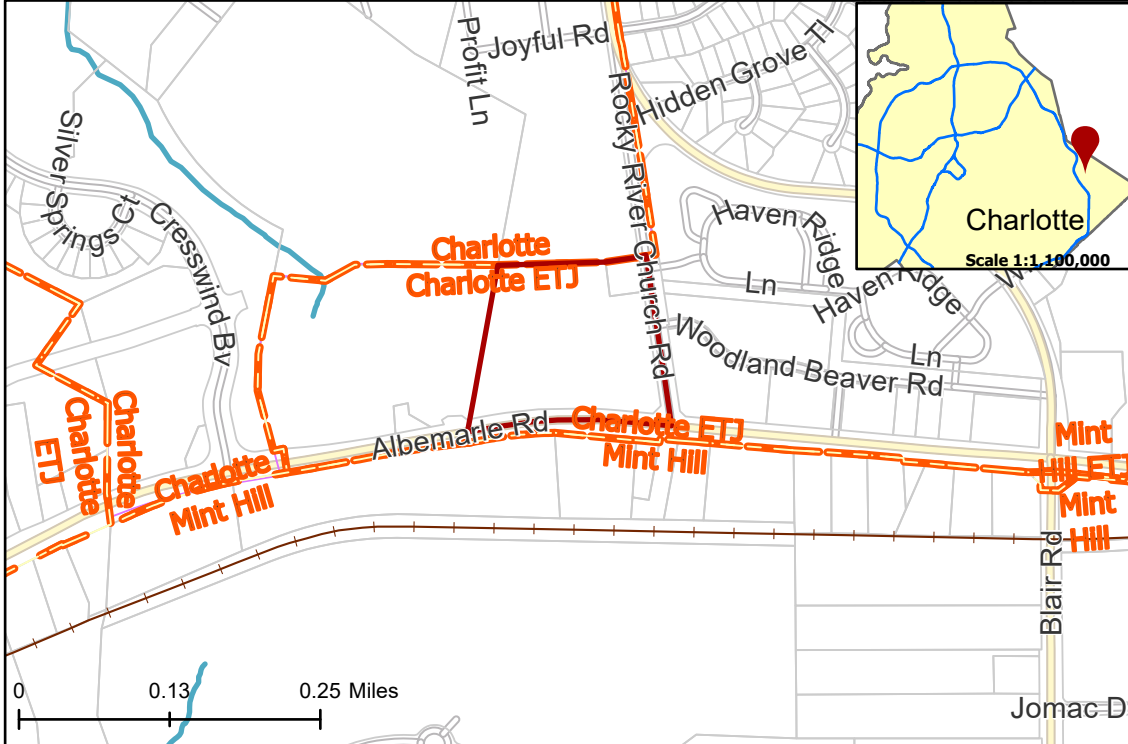 Profit Ln
Joyful Rd
Hidden Grove Tl
Rocky River Church Rd
Charlotte
Scale 1:1,100,000
Silver Springs Ct
Cresswind Bv
Haven Ridge
Ln
Haven Ridge
Ln
Charlotte
Charlotte ETJ
Woodland Beaver Rd
Albemarle Rd
Charlotte ETJ
Mint Hill
Charlotte
Charlotte
ETJ
Charlotte
Mint Hill
Mint
Hill ETJ
Mint
Hill
Blair Rd
0
0.13
0.25 Miles
Jomac D